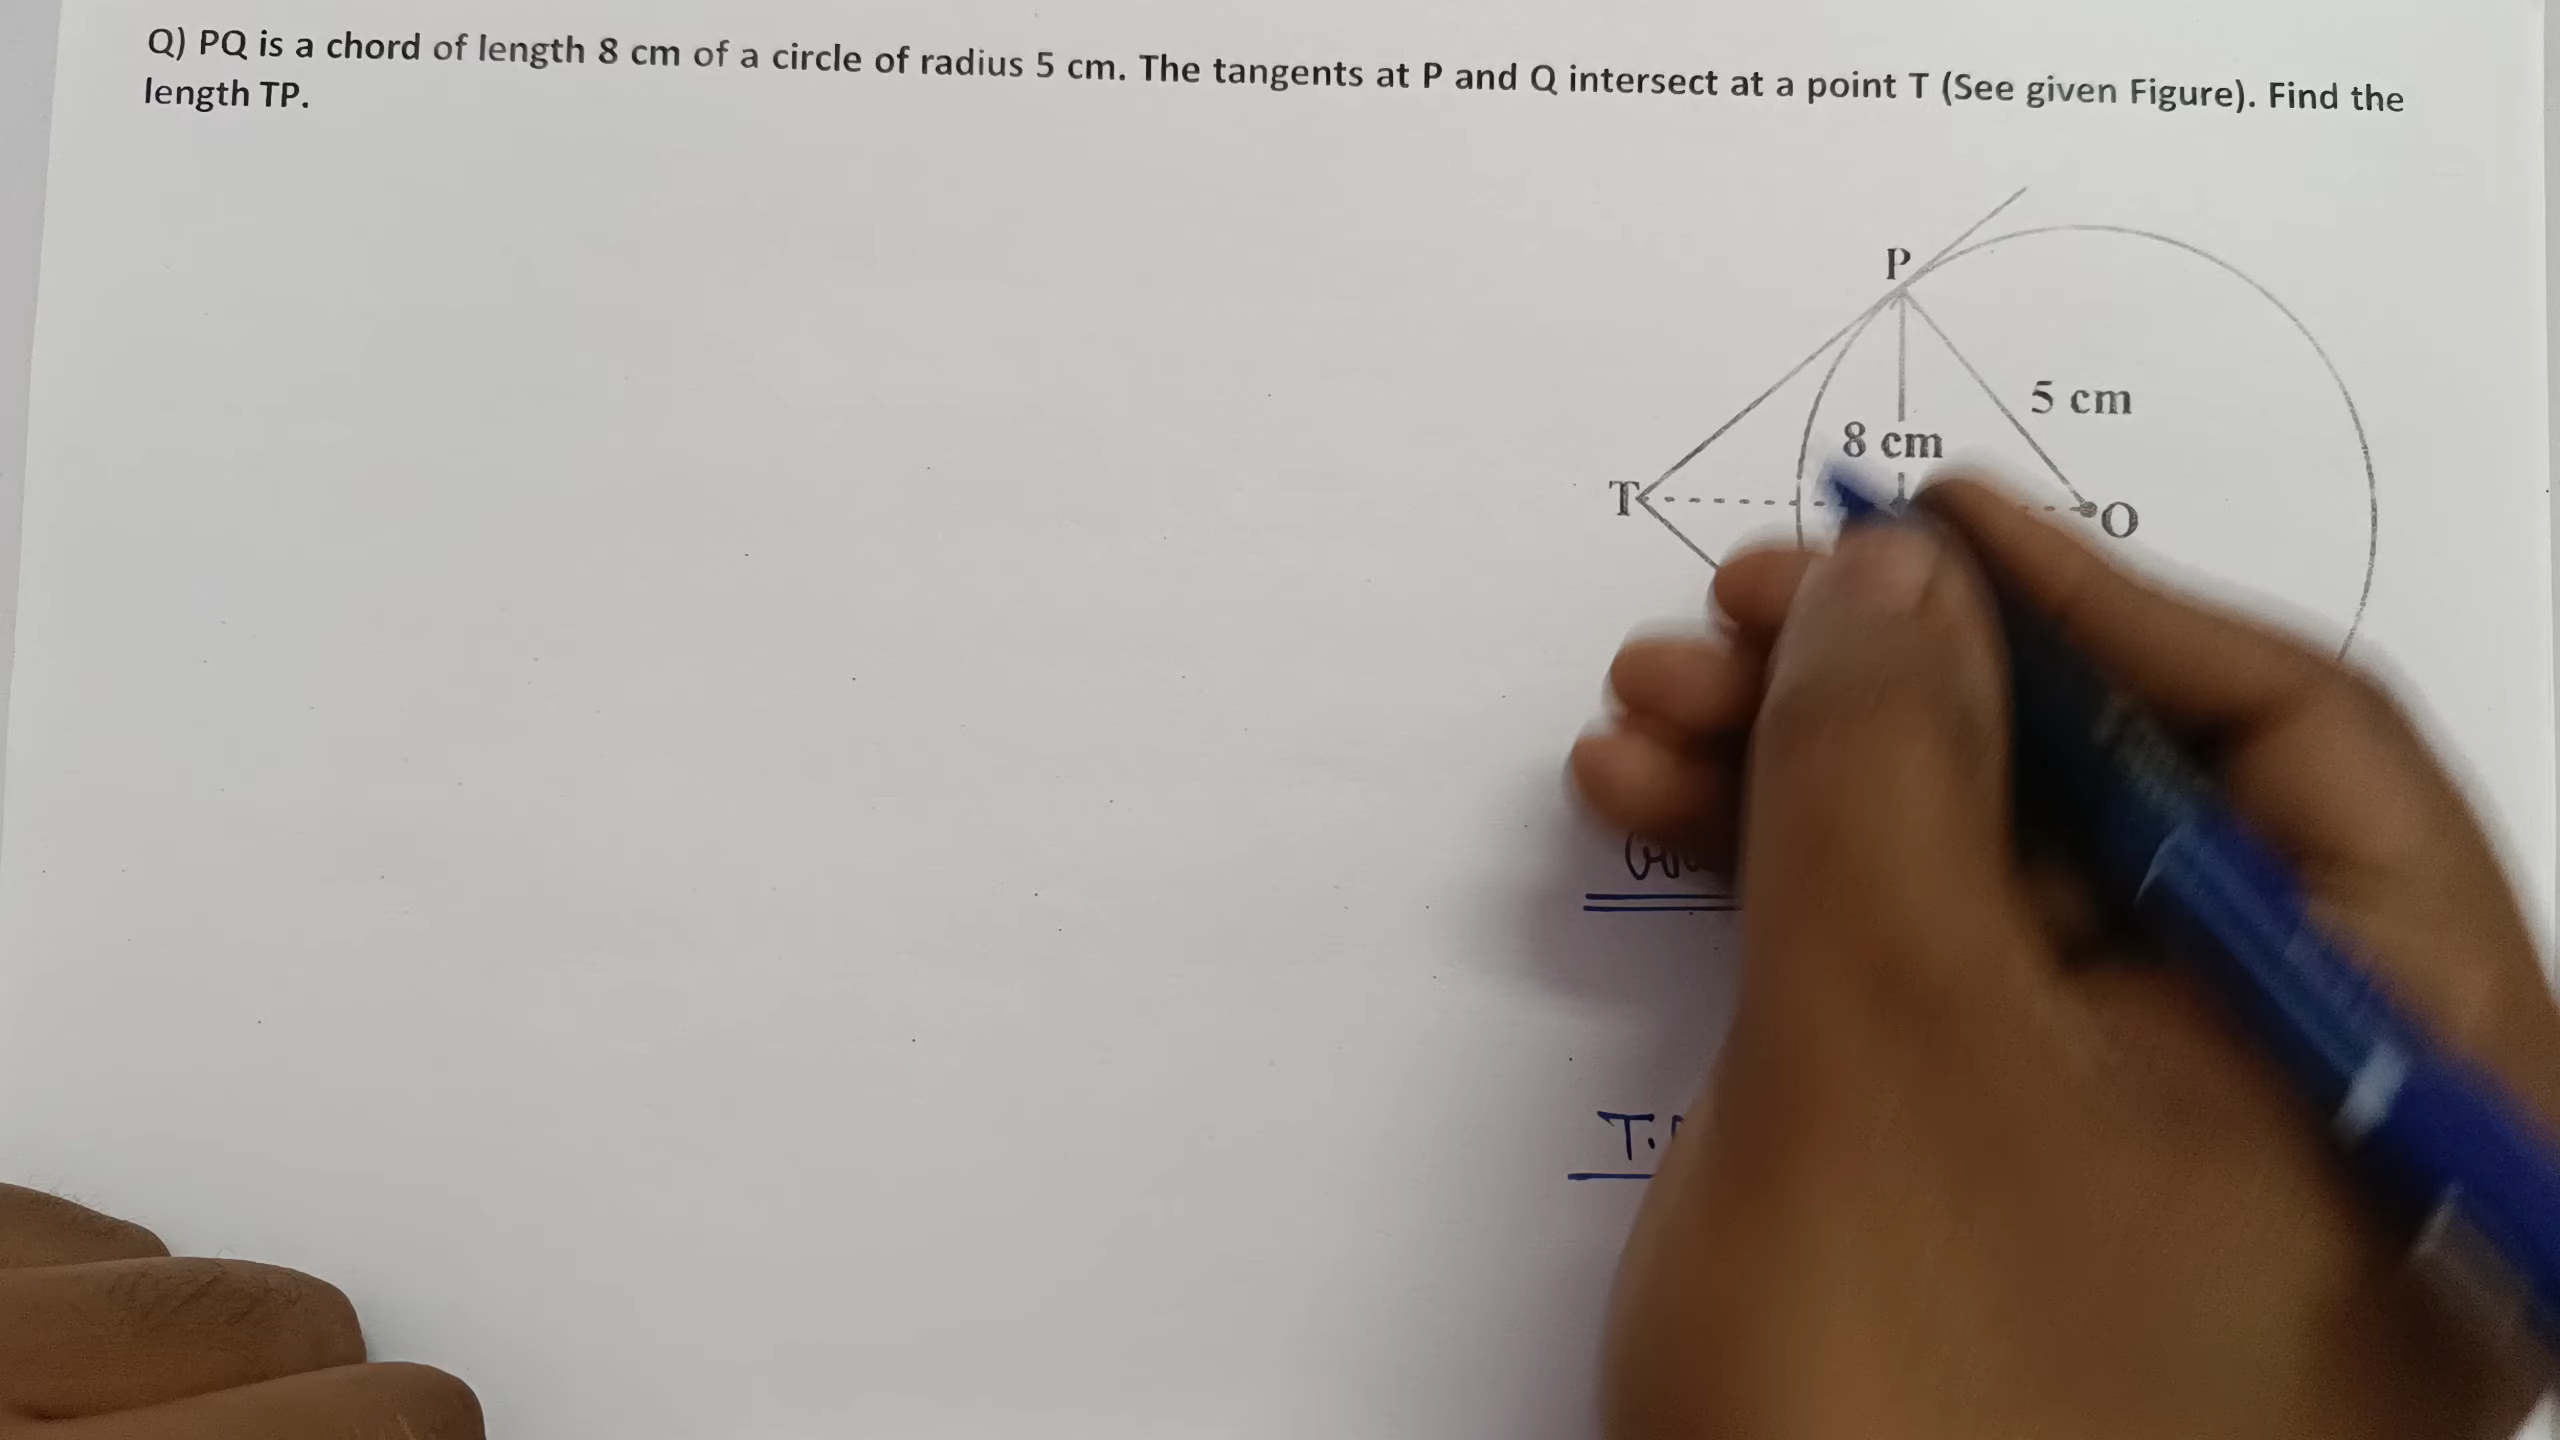 Q) PQ is a chord of length 8 cm of a circle of radius 5 cm. The tangents at P and Q intersect at a point T (See given Figure). Find the
length TP.
P
5 cm
8 cm
T
O